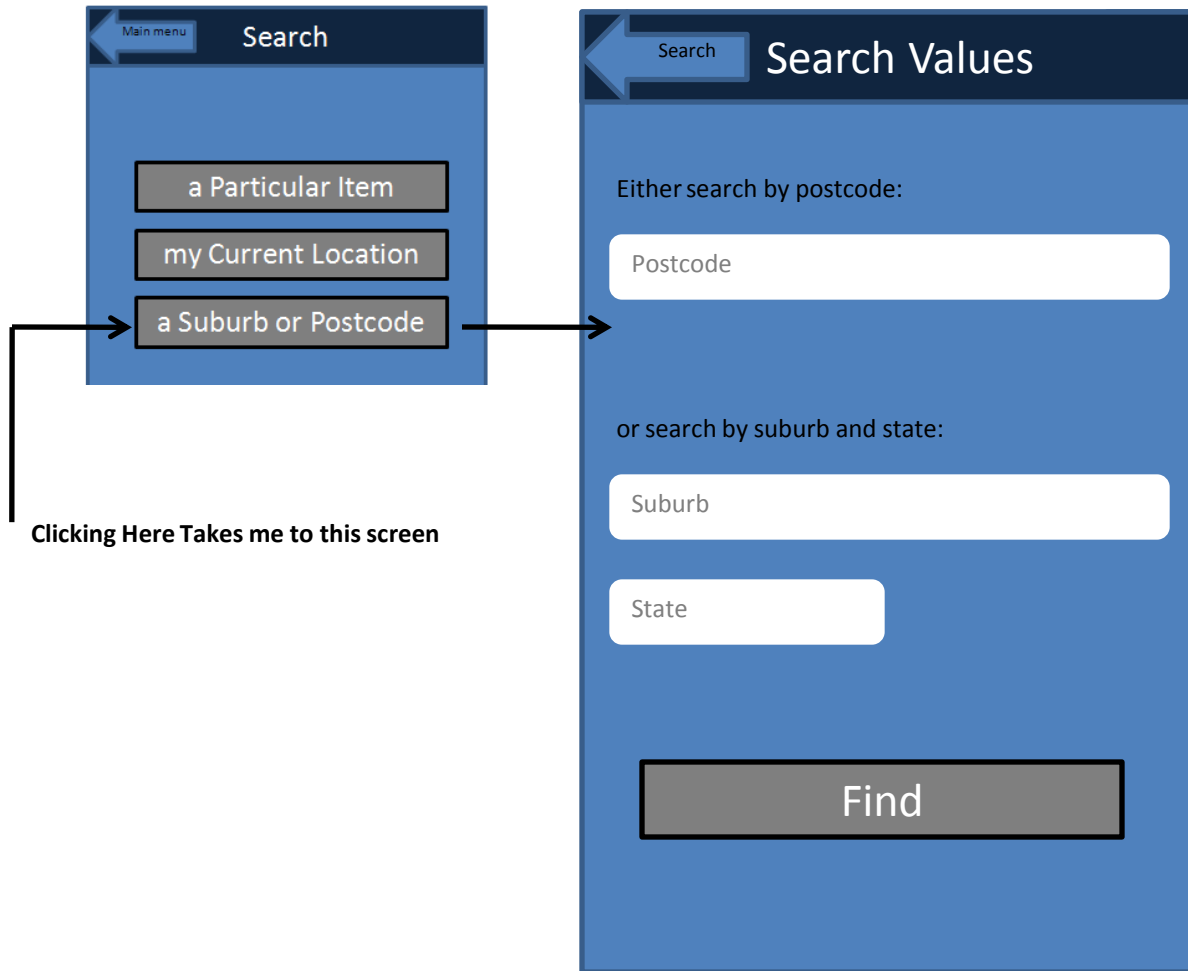 Main menu
Search
a Particular Item
my Current Location
a Suburb or Postcode
Clicking Here Takes me to this screen
Search
Search Values
Either search by postcode:
Postcode
or search by suburb and state:
Suburb
State
Find